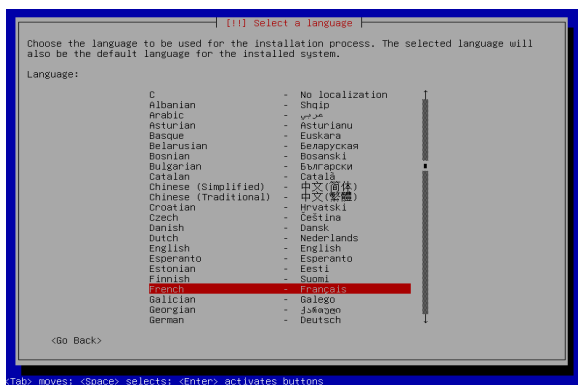 [!!] Select a language
Choose the language to be used for the installation process. The selected language will
also be the default language for the installed system.
Language:
C - No localization
Albanian - Shqip
Arabic - عربي
Asturian - Asturianu
Basque - Euskara
Belarusian - Беларуская
Bosnian - Bosanski
Bulgarian - Български
Catalan - Català
Chinese (Simplified) - 中文(简体)
Chinese (Traditional) - 中文(繁體)
Croatian - Hrvatski
Czech - Čeština
Danish - Dansk
Dutch - Nederlands
English - English
Esperanto - Esperanto
Estonian - Eesti
Finnish - Suomi
French - Français
Galician - Galego
Georgian - ქართული
German - Deutsch
<Go Back>
<Tab> moves; <Space> selects; <Enter> activates buttons